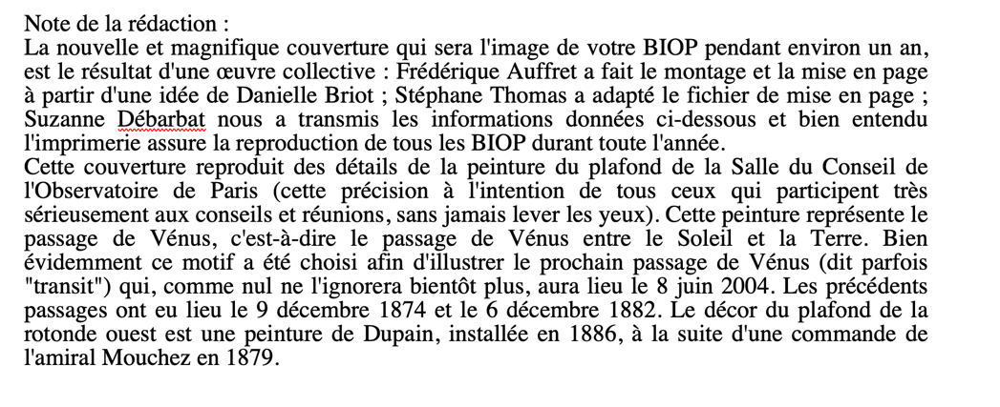 Note de la rédaction :
La nouvelle et magnifique couverture qui sera l'image de votre BIOP pendant environ un an,
est le résultat d'une œuvre collective : Frédérique Auffret a fait le montage et la mise en page
à partir d'une idée de Danielle Briot ; Stéphane Thomas a adapté le fichier de mise en page ;
Suzanne Débarbat nous a transmis les informations données ci-dessous et bien entendu
l'imprimerie assure la reproduction de tous les BIOP durant toute l'année.
Cette couverture reproduit des détails de la peinture du plafond de la Salle du Conseil de
l'Observatoire de Paris (cette précision à l'intention de tous ceux qui participent très
sérieusement aux conseils et réunions, sans jamais lever les yeux). Cette peinture représente le
passage de Vénus, c'est-à-dire le passage de Vénus entre le Soleil et la Terre. Bien
évidemment ce motif a été choisi afin d'illustrer le prochain passage de Vénus (dit parfois
"transit") qui, comme nul ne l'ignorera bientôt plus, aura lieu le 8 juin 2004. Les précédents
passages ont eu lieu le 9 décembre 1874 et le 6 décembre 1882. Le décor du plafond de la
rotonde ouest est une peinture de Dupain, installée en 1886, à la suite d'une commande de
l'amiral Mouchez en 1879.